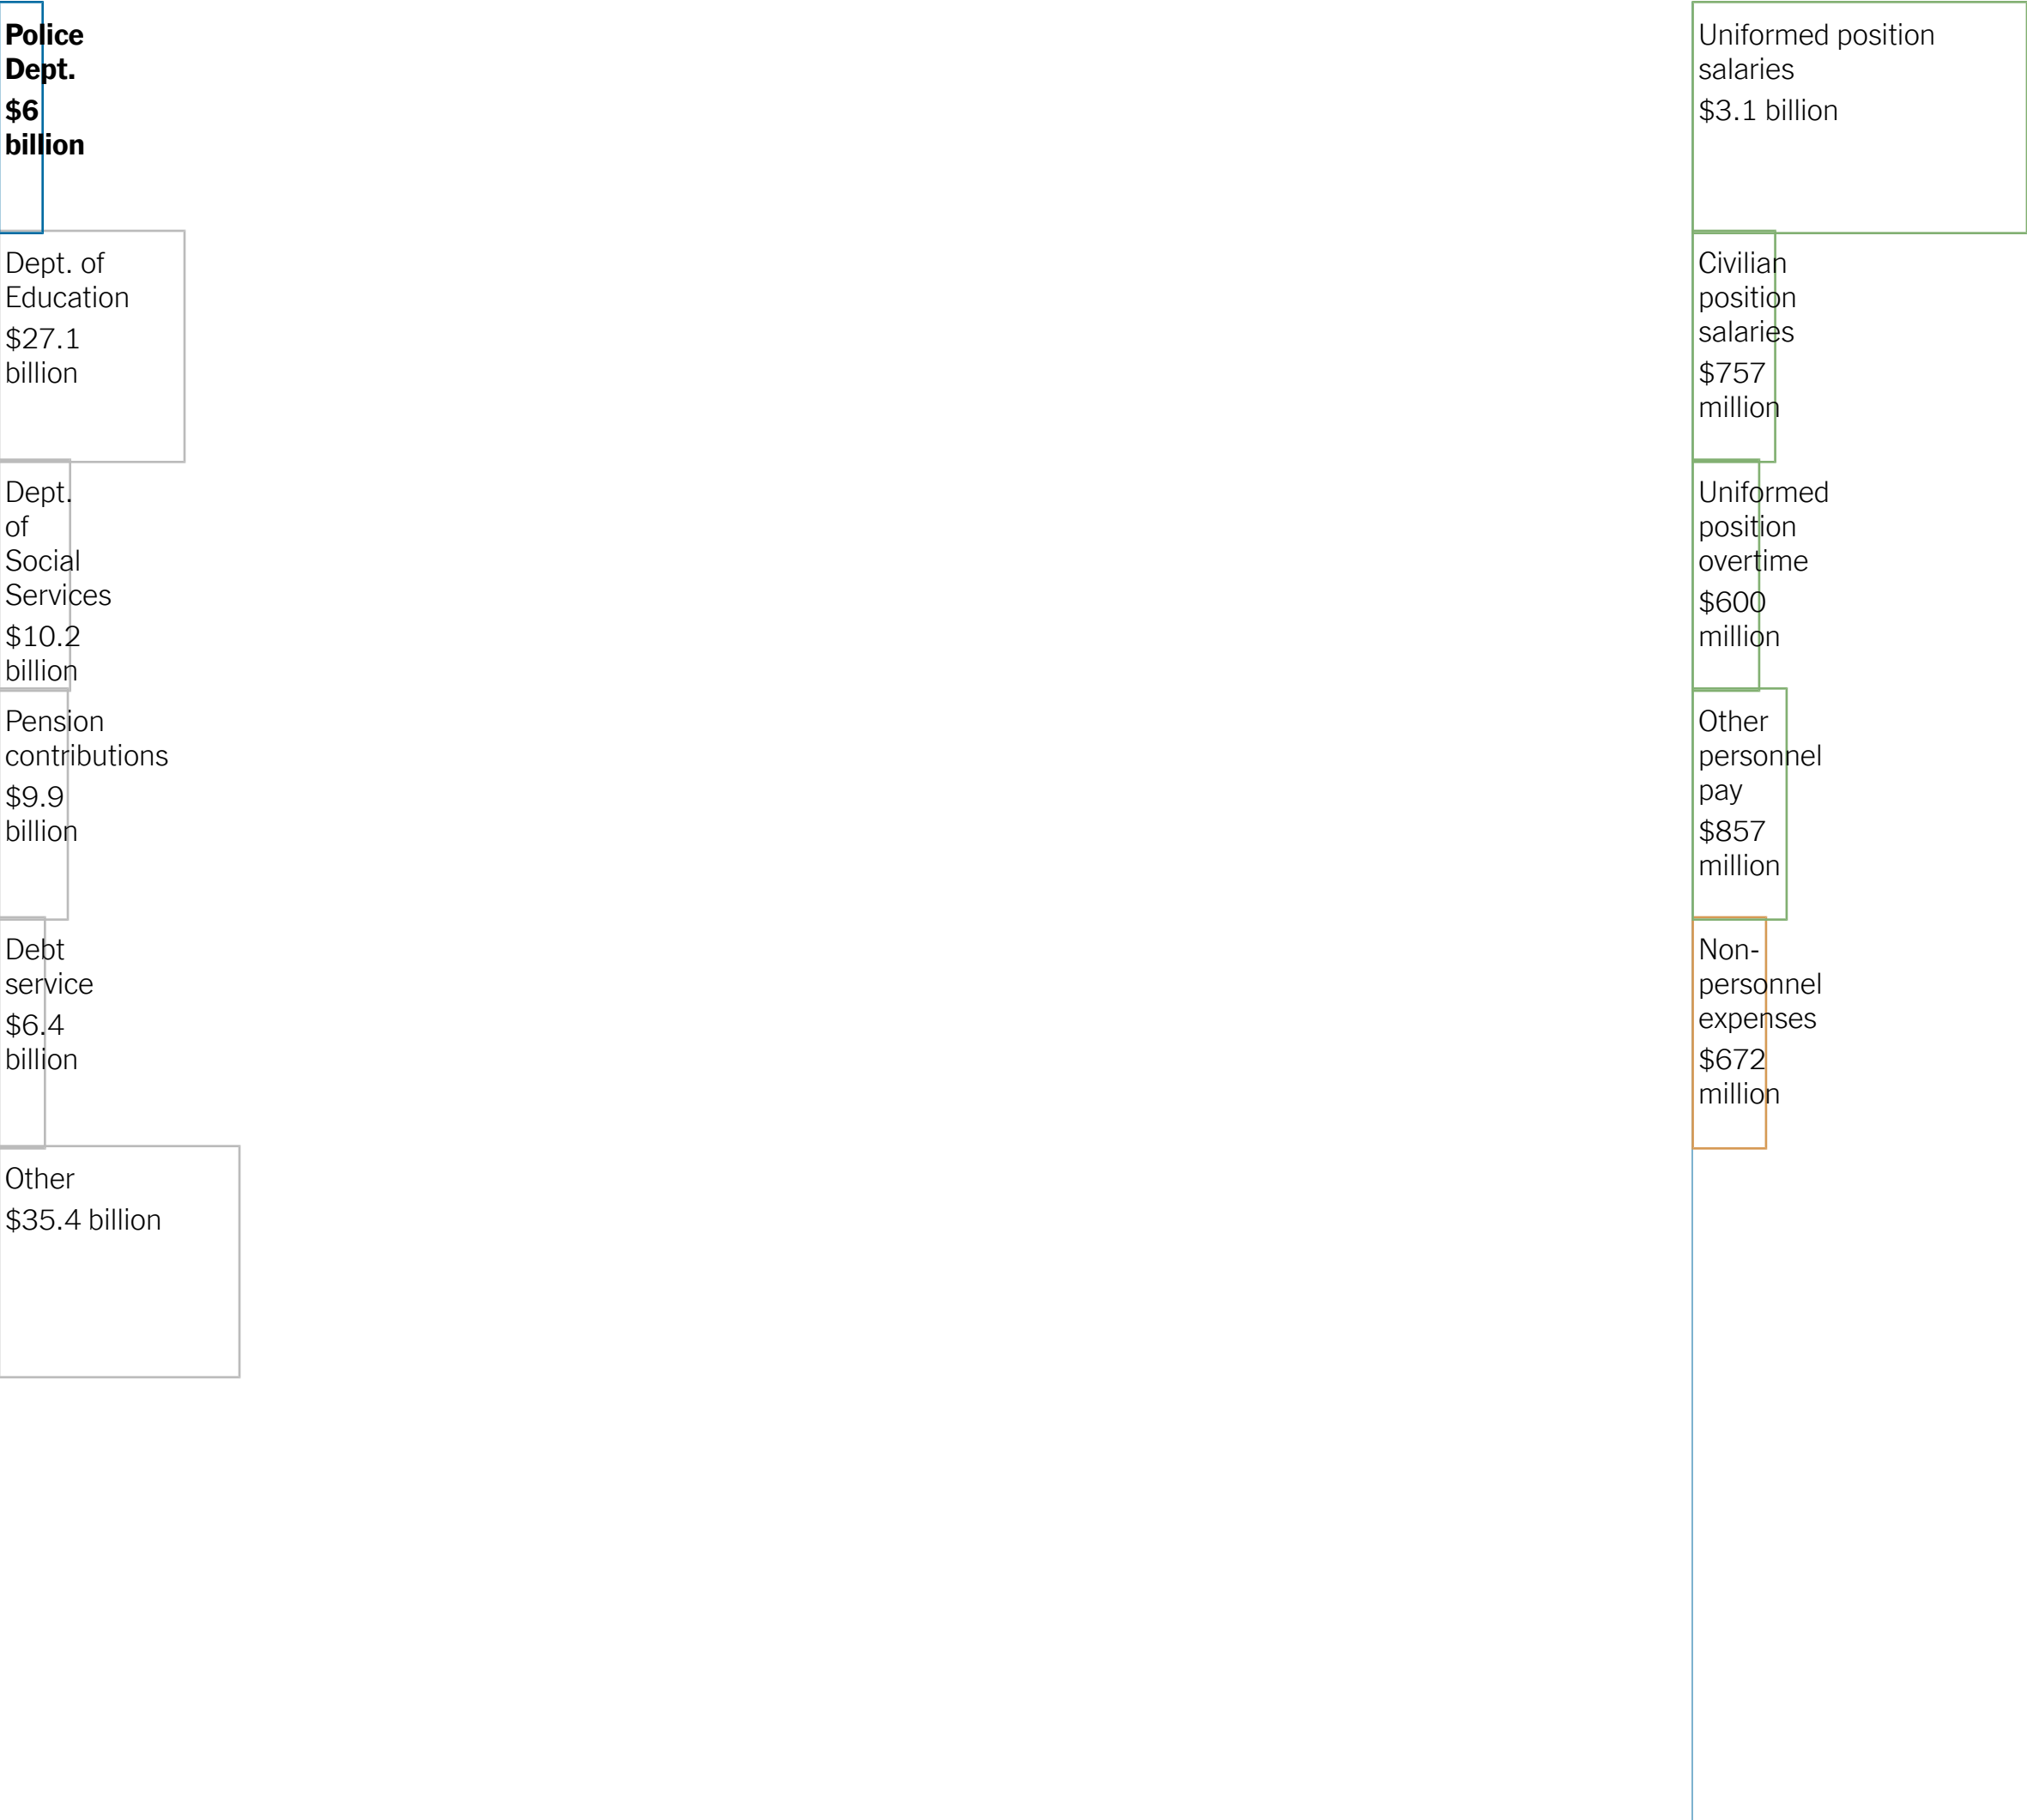 Police
Dept.
$6
billion
Dept. of
Education
$27.1
billion
Dept.
of
Social
Services
$10.2
billion
Pension
contributions
$9.9
billion
Debt
service
$6.4
billion
Other
$35.4 billion
Uniformed position
salaries
$3.1 billion
Civilian
position
salaries
$757
million
Uniformed
position
overtime
$600
million
Other
personnel
pay
$857
million
Non-
personnel
expenses
$672
million